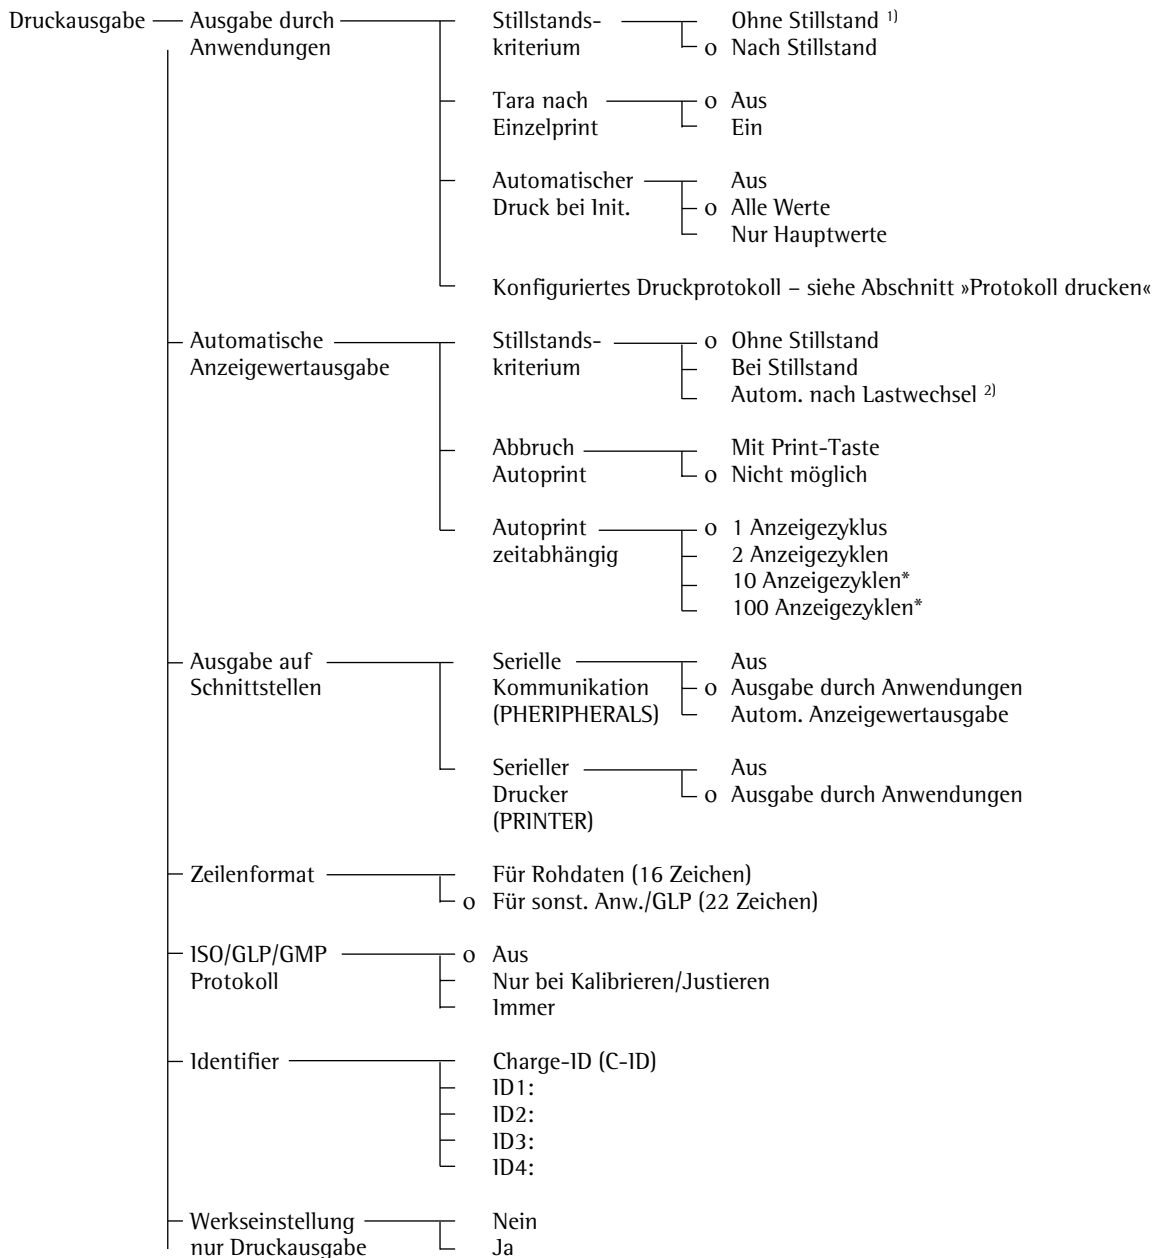 Druckausgabe Ausgabe durch Stillstands- Ohne Stillstand 1)
Anwendungen kriterium o Nach Stillstand
Tara nach o Aus
Einzelprint Ein
Automatischer Aus
Druck bei Init. o Alle Werte
Nur Hauptwerte
Konfiguriertes Druckprotokoll – siehe Abschnitt »Protokoll drucken«
Automatische Stillstands- o Ohne Stillstand
Anzeigewertausgabe kriterium Bei Stillstand
Autom. nach Lastwechsel 2)
Abbruch Mit Print-Taste
Autoprint o Nicht möglich
Autoprint o 1 Anzeigezyklus
zeitabhängig 2 Anzeigezyklen
10 Anzeigezyklen*
100 Anzeigezyklen*
Ausgabe auf Serielle Aus
Schnittstellen Kommunikation o Ausgabe durch Anwendungen
(PHERIPHERALS) Autom. Anzeigewertausgabe
Serieller Aus
Drucker o Ausgabe durch Anwendungen
(PRINTER)
Zeilenformat Für Rohdaten (16 Zeichen)
o Für sonst. Anw./GLP (22 Zeichen)
ISO/GLP/GMP o Aus
Protokoll Nur bei Kalibrieren/Justieren
Immer
Identifier Charge-ID (C-ID)
ID1:
ID2:
ID3:
ID4:
Werkseinstellung Nein
nur Druckausgabe Ja